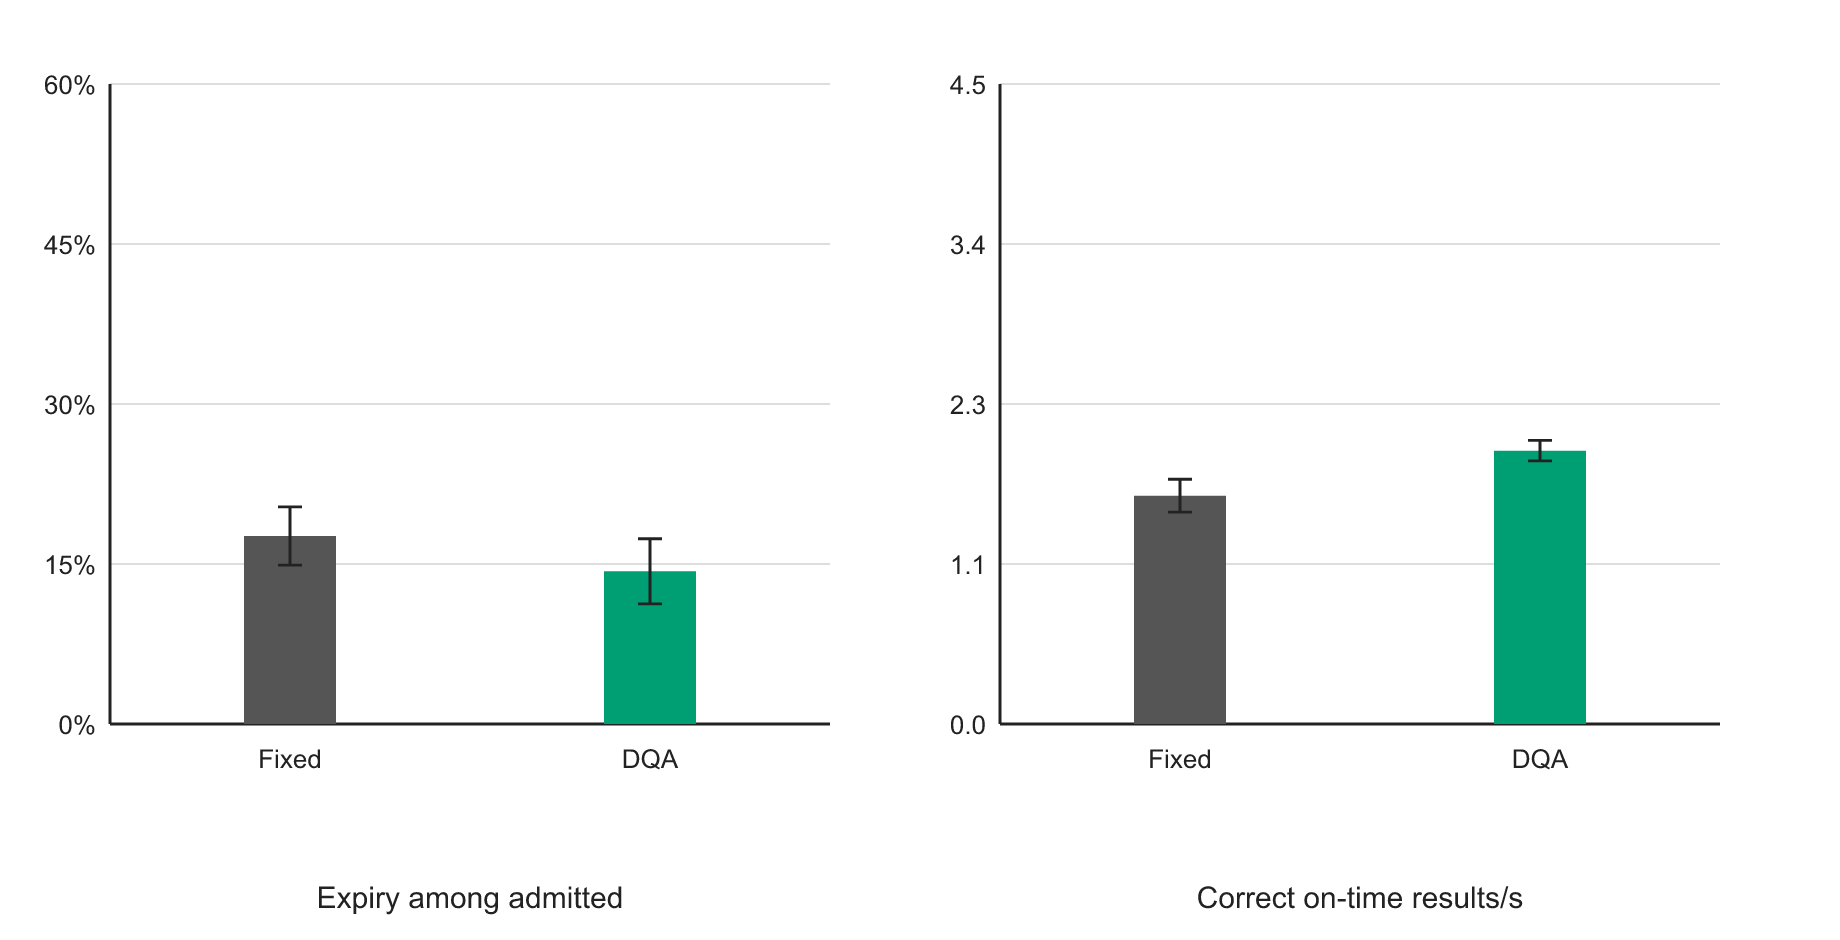 60%
45%
30%
15%
0%
Fixed
DQA
Expiry among admitted
4.5
3.4
2.3
1.1
0.0
Fixed
DQA
Correct on-time results/s